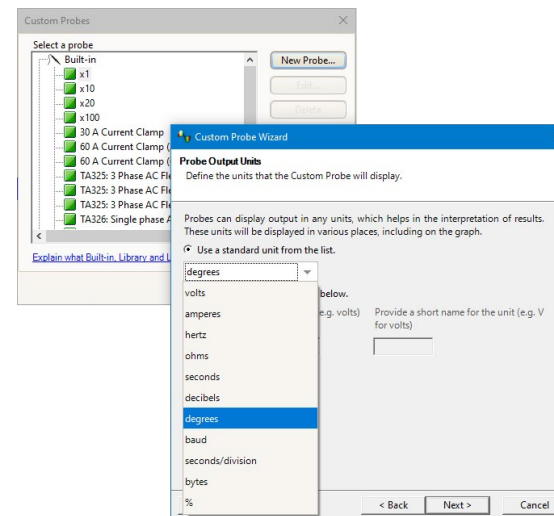 Custom Probes
Select a probe
Built-in
x1
x10
x20
x100
30 A Current Clamp
60 A Current Clamp (
60 A Current Clamp (
TA325: 3 Phase AC Fle
TA325: 3 Phase AC Fle
TA325: 3 Phase AC Fle
TA326: Single phase A
Explain what Built-in, Library and L
New Probe...
Edit...
Delete
Custom Probe Wizard
Probe Output Units
Define the units that the Custom Probe will display.
Probes can display output in any units, which helps in the interpretation of results.
These units will be displayed in various places, including on the graph.
Use a standard unit from the list.
degrees
volts
amperes
hertz
ohms
seconds
decibels
degrees
baud
seconds/division
bytes
%
below.
e.g. volts)
Provide a short name for the unit (e.g. V
for volts)
< Back
Next >
Cancel